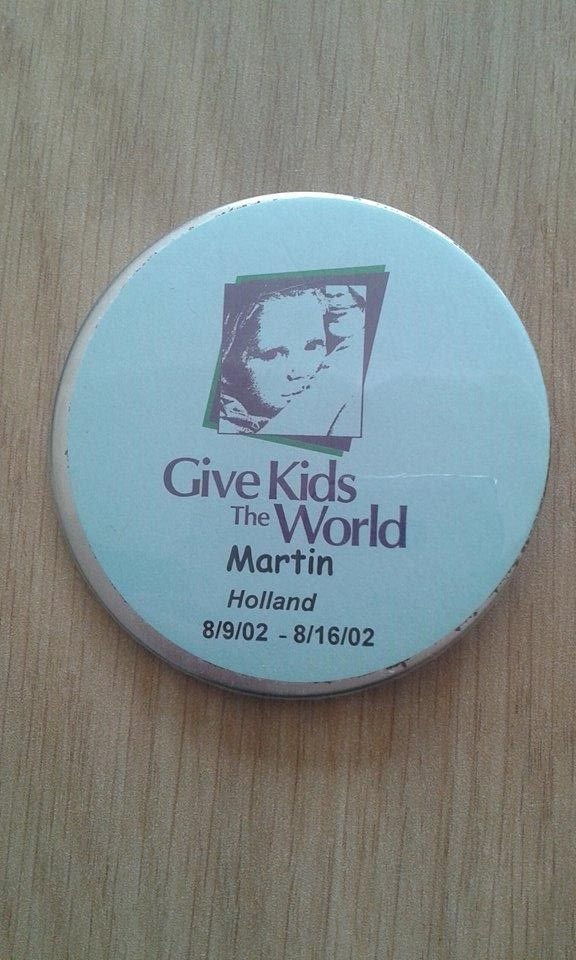 Give Kids
The World
Martin
Holland
8/9/02 - 8/16/02